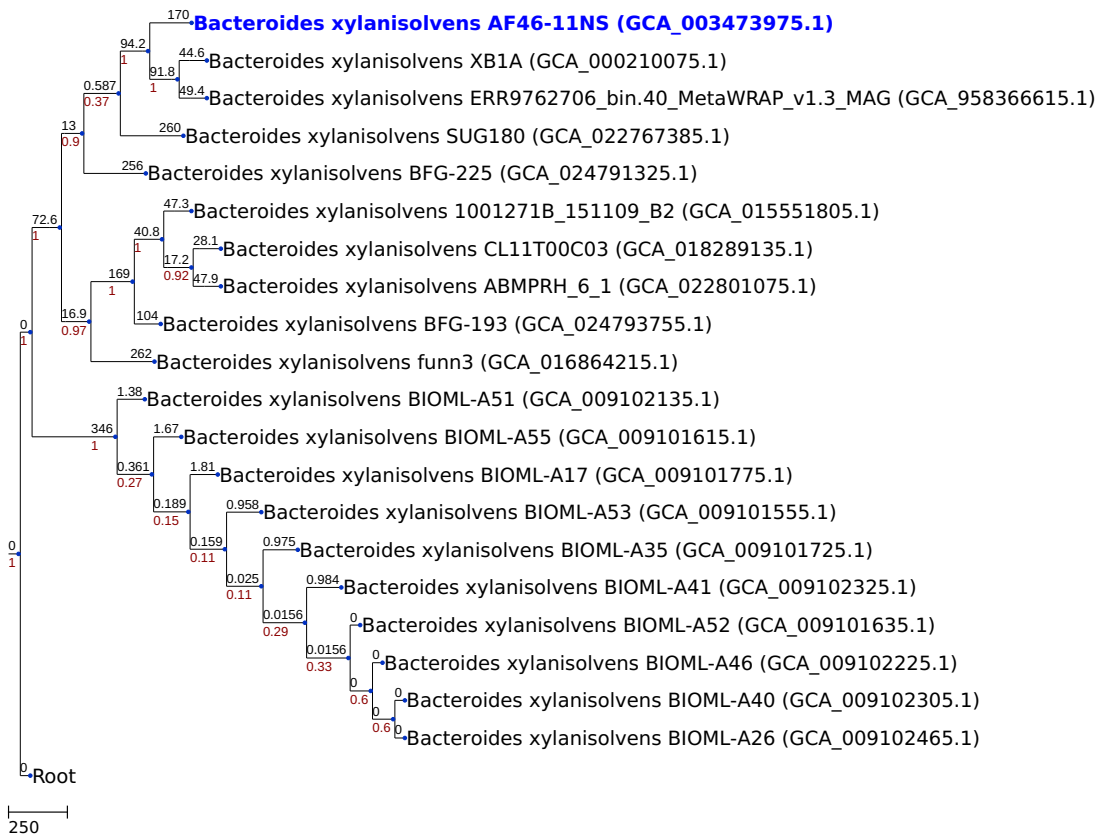 170
Bacteroides xylanisolvens AF46-11NS (GCA_003473975.1)
94.2
1
44.6
Bacteroides xylanisolvens XB1A (GCA_000210075.1)
91.8
1
0.587
0.37
49.4
Bacteroides xylanisolvens ERR9762706_bin.40_MetaWRAP_v1.3_MAG (GCA_958366615.1)
13
0.9
260
Bacteroides xylanisolvens SUG180 (GCA_022767385.1)
256
Bacteroides xylanisolvens BFG-225 (GCA_024791325.1)
72.6
1
47.3
Bacteroides xylanisolvens 1001271B_151109_B2 (GCA_015551805.1)
40.8
1
28.1
Bacteroides xylanisolvens CL11T00C03 (GCA_018289135.1)
17.2
0.92
169
1
47.9
Bacteroides xylanisolvens ABMPRH_6_1 (GCA_022801075.1)
16.9
0.97
104
Bacteroides xylanisolvens BFG-193 (GCA_024793755.1)
0
1
262
Bacteroides xylanisolvens funn3 (GCA_016864215.1)
1.38
Bacteroides xylanisolvens BIOML-A51 (GCA_009102135.1)
346
1
1.67
Bacteroides xylanisolvens BIOML-A55 (GCA_009101615.1)
0.361
0.27
1.81
Bacteroides xylanisolvens BIOML-A17 (GCA_009101775.1)
0.189
0.15
0.958
Bacteroides xylanisolvens BIOML-A53 (GCA_009101555.1)
0.159
0.11
0.975
Bacteroides xylanisolvens BIOML-A35 (GCA_009101725.1)
0
1
0.025
0.11
0.984
Bacteroides xylanisolvens BIOML-A41 (GCA_009102325.1)
0.0156
0.29
0
Bacteroides xylanisolvens BIOML-A52 (GCA_009101635.1)
0.0156
0.33
0
Bacteroides xylanisolvens BIOML-A46 (GCA_009102225.1)
0
0.6
0
Bacteroides xylanisolvens BIOML-A40 (GCA_009102305.1)
0
0.6
0
Bacteroides xylanisolvens BIOML-A26 (GCA_009102465.1)
0
Root
250